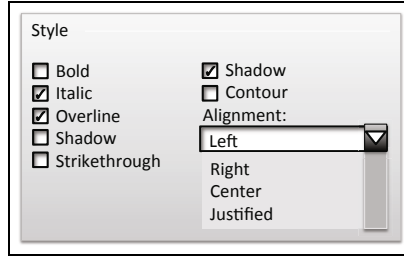 Style
Bold
Italic
Overline
Shadow
Strikethrough
Shadow
Contour
Alignment:
Left
Right
Center
Justified